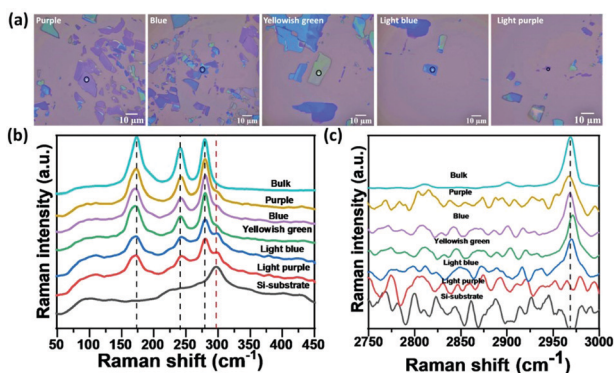 (a)
Purple
Blue
Yellowish green
Light blue
Light purple
10 µm
10 µm
10 µm
10 µm
10 µm
(b)
Raman intensity (a.u.)
Bulk
Purple
Blue
Yellowish green
Light blue
Light purple
Si-substrate
50 100 150 200 250 300 350 400 450
Raman shift (cm-1)
(c)
Raman intensity (a.u.)
Bulk
Purple
Blue
Yellowish green
Light blue
Light purple
Si-substrate
2750 2800 2850 2900 2950 3000
Raman shift (cm-1)